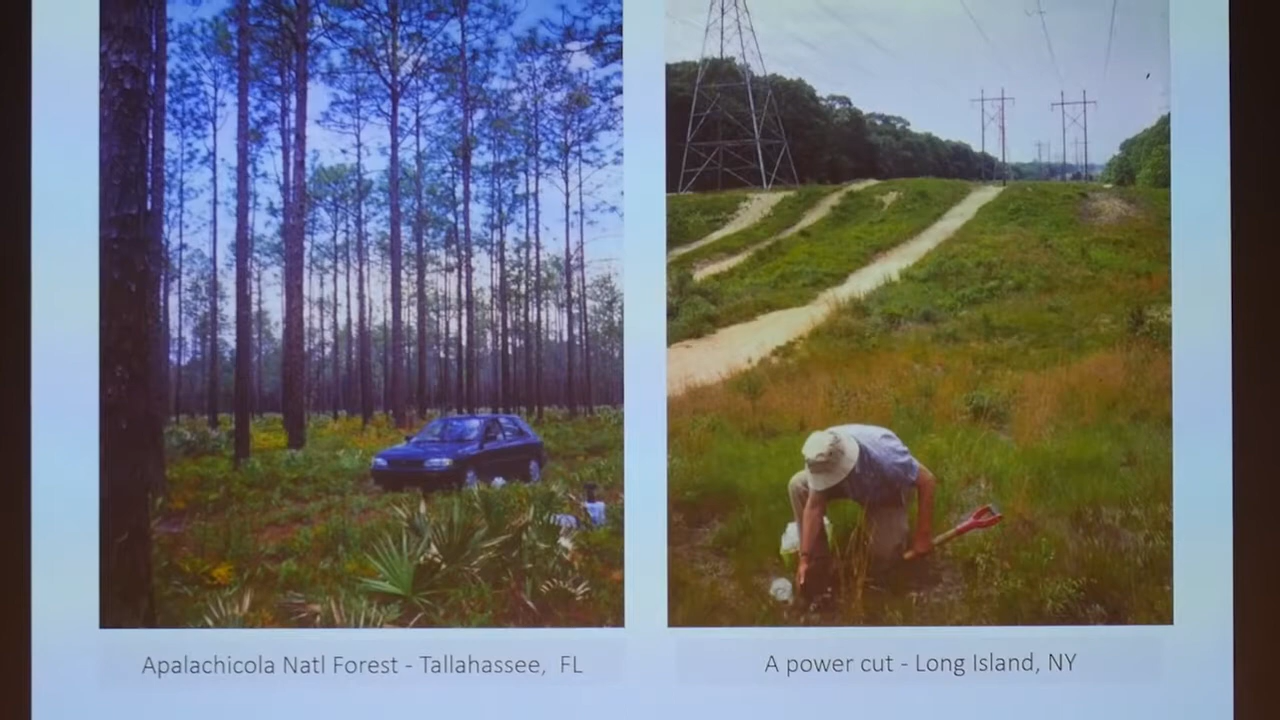 Apalachicola Natl Forest - Tallahassee, FL
A power cut - Long Island, NY